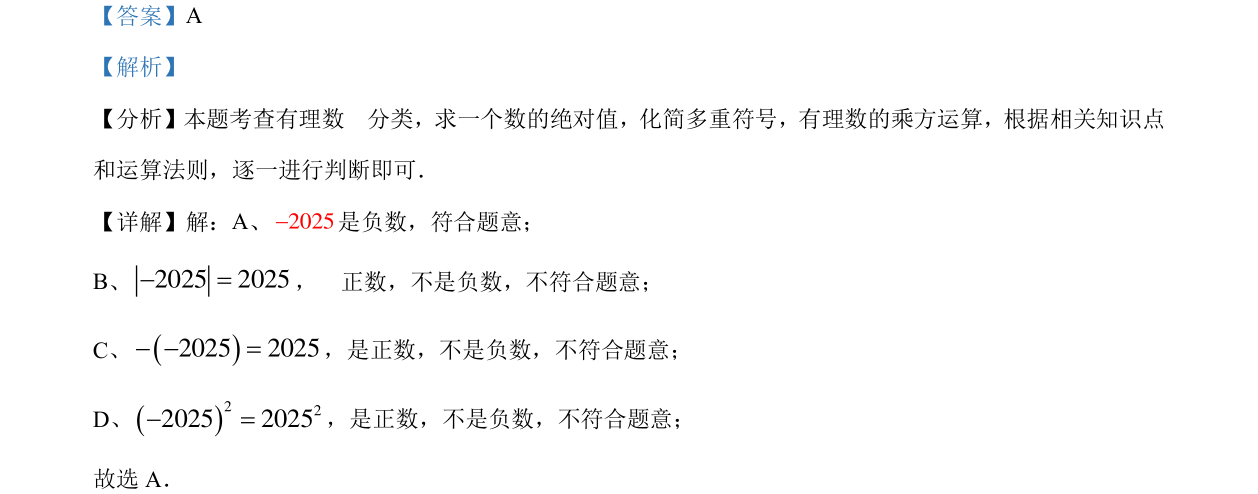 【答案】A
【解析】
【分析】本题考查有理数 分类，求一个数的绝对值，化简多重符号，有理数的乘方运算，根据相关知识点
和运算法则，逐一进行判断即可．
【详解】解：A、−2025是负数，符合题意；
B、|−2025| = 2025， 正数，不是负数，不符合题意；
C、−(−2025) = 2025，是正数，不是负数，不符合题意；
D、(−2025)² = 2025²，是正数，不是负数，不符合题意；
故选 A．